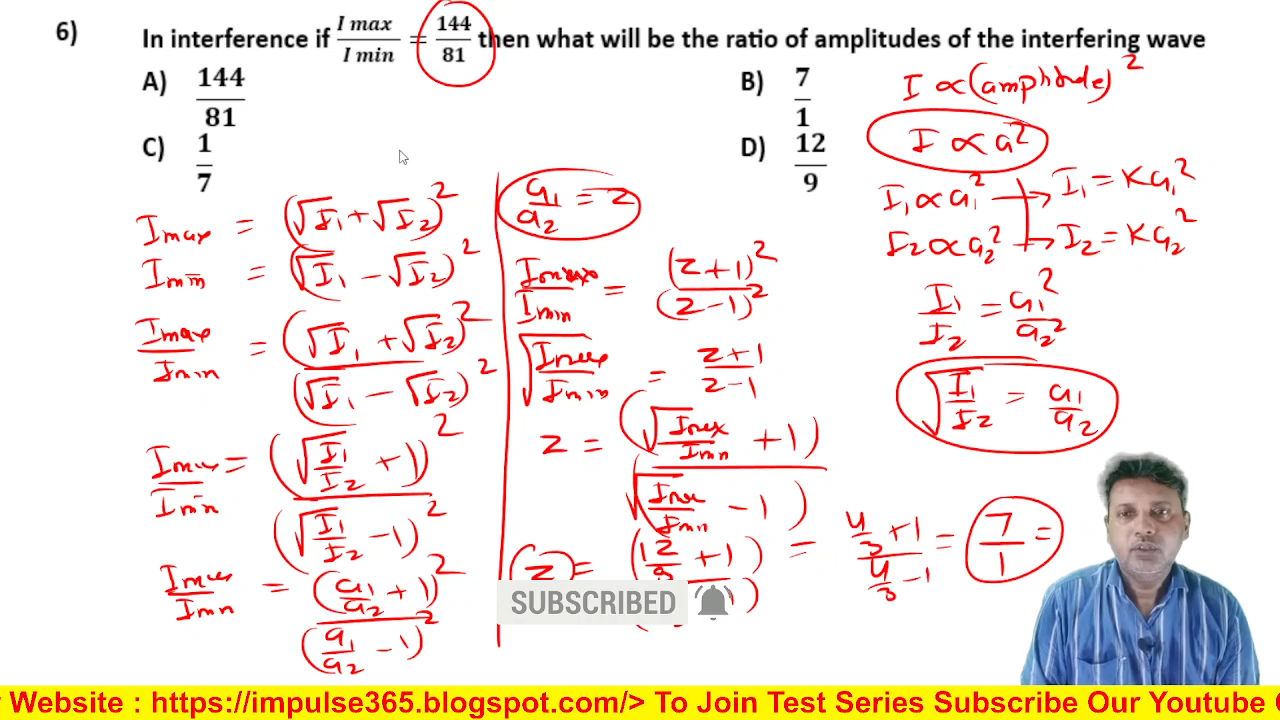 6) In interference if I max / I min = 144 / 81 then what will be the ratio of amplitudes of the interfering wave
A) 144 / 81
B) 7 / 1
C) 1 / 7
D) 12 / 9
I ∝ (amplitude)²
I ∝ a²
I₁ ∝ a₁² → I₁ = Ka₁²
I₂ ∝ a₂² → I₂ = Ka₂²
I₁ / I₂ = a₁² / a₂²
√(I₁ / I₂) = a₁ / a₂
Imax = (√I₁ + √I₂)²
Imin = (√I₁ − √I₂)²
Imax / Imin = (√I₁ + √I₂)² / (√I₁ − √I₂)²
Imax / Imin = (√(I₁ / I₂) + 1)² / (√(I₁ / I₂) − 1)²
Imax / Imin = (a₁ / a₂ + 1)² / (a₁ / a₂ − 1)²
a₁ / a₂ = z
Imax / Imin = (z + 1)² / (z − 1)²
√(Imax / Imin) = z + 1 / z − 1
z = (√(Imax / Imin) + 1) / (√(Imax / Imin) − 1)
z = (12 / 9 + 1) = 4/3 + 1 / 4/3 − 1 = 7 / 1 =
SUBSCRIBED
Website : https://impulse365.blogspot.com/> To Join Test Series Subscribe Our Youtube